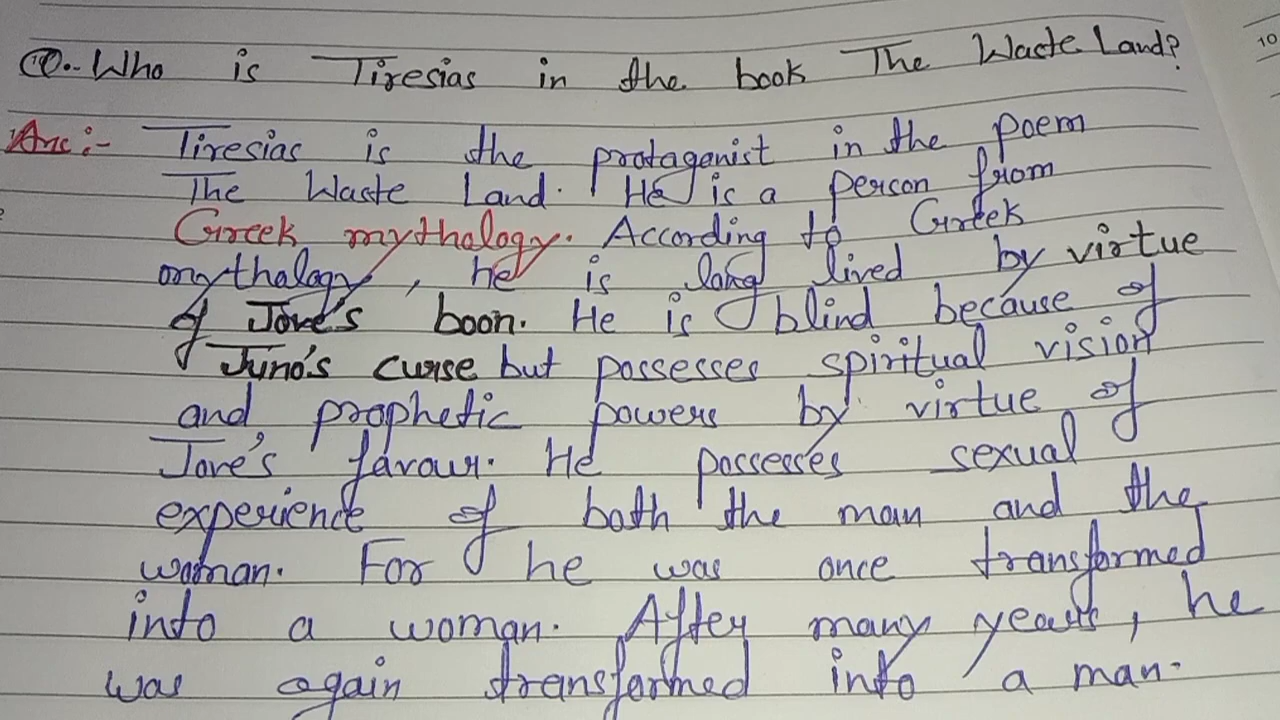 Q.. Who is Tiresias in the book The Waste Land?
10
Ans:- Tiresias is the protagonist in the poem
The Waste Land. He is a person from
Greek mythology. According to Greek
mythology, he is long lived by virtue
of Jove's boon. He is blind because of
Juno's curse but possesses spiritual vision
and prophetic powers by virtue of
Jove's favour. He possesses sexual
experience of both the man and the
woman. For he was once transformed
into a woman. After many years, he
was again transformed into a man.